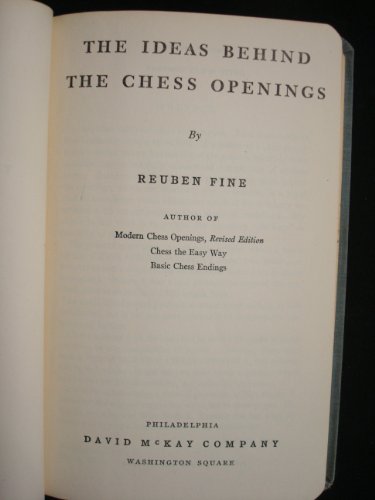 THE IDEAS BEHIND
THE CHESS OPENINGS
By
REUBEN FINE
AUTHOR OF
Modern Chess Openings, Revised Edition
Chess the Easy Way
Basic Chess Endings
PHILADELPHIA
DAVID McKAY COMPANY
WASHINGTON SQUARE